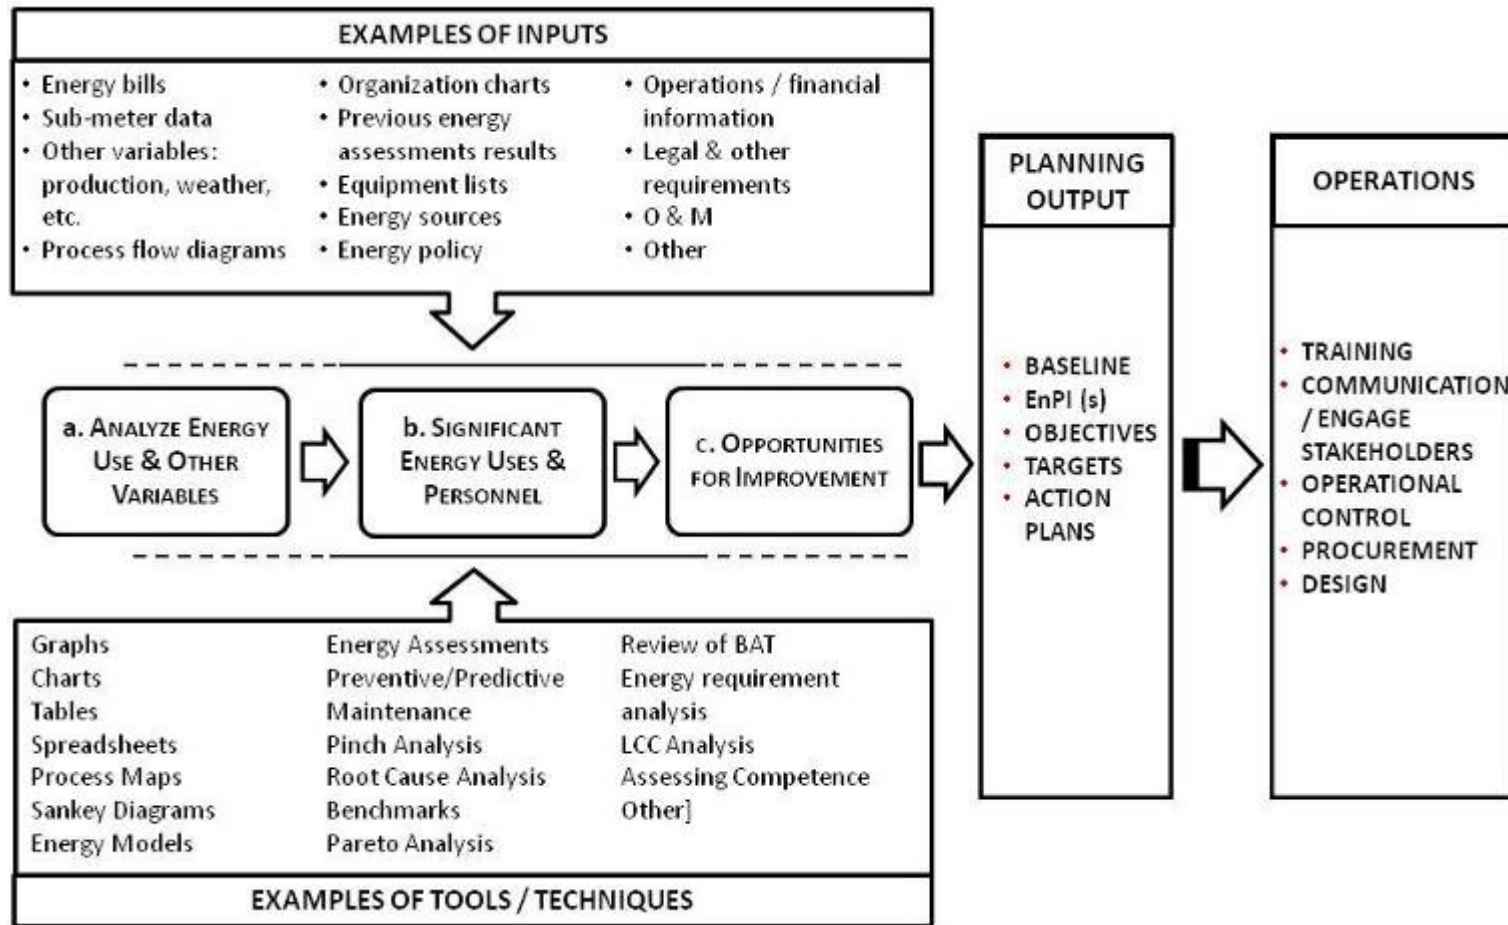 EXAMPLES OF INPUTS
• Energy bills
• Sub-meter data
• Other variables:
production, weather,
etc.
• Process flow diagrams
• Organization charts
• Previous energy
assessments results
• Equipment lists
• Energy sources
• Energy policy
• Operations / financial
information
• Legal & other
requirements
• O & M
• Other
a. ANALYZE ENERGY
USE & OTHER
VARIABLES
b. SIGNIFICANT
ENERGY USES &
PERSONNEL
c. OPPORTUNITIES
FOR IMPROVEMENT
PLANNING
OUTPUT
• BASELINE
• EnPI (s)
• OBJECTIVES
• TARGETS
• ACTION
PLANS
OPERATIONS
• TRAINING
• COMMUNICATION
/ ENGAGE
STAKEHOLDERS
• OPERATIONAL
CONTROL
• PROCUREMENT
• DESIGN
Graphs
Charts
Tables
Spreadsheets
Process Maps
Sankey Diagrams
Energy Models
Energy Assessments
Preventive/Predictive
Maintenance
Pinch Analysis
Root Cause Analysis
Benchmarks
Pareto Analysis
Review of BAT
Energy requirement
analysis
LCC Analysis
Assessing Competence
Other]
EXAMPLES OF TOOLS / TECHNIQUES